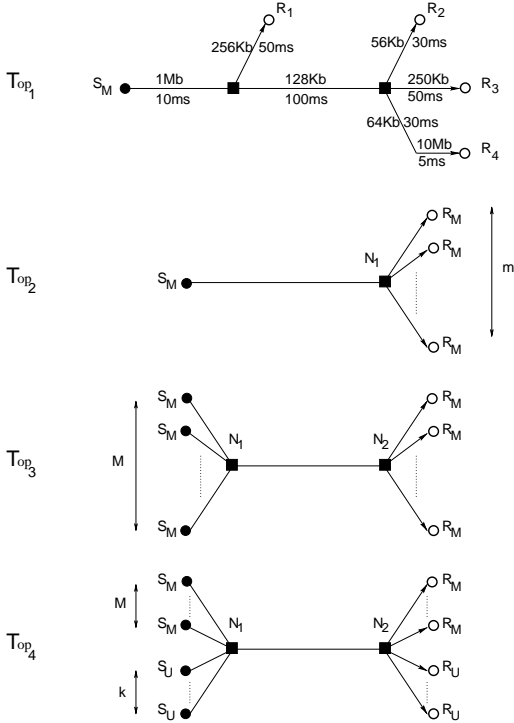 R1 R2
256Kb 50ms 56Kb 30ms
Top1 SM 1Mb 128Kb 250Kb R3
10ms 100ms 50ms
64Kb 30ms
10Mb R4
5ms
RM
RM
N1
Top2 SM m
RM
SM RM
SM N1 N2 RM
Top3 M
SM RM
SM RM
M
SM N1 N2 RM
Top4
SU RU
k
SU RU